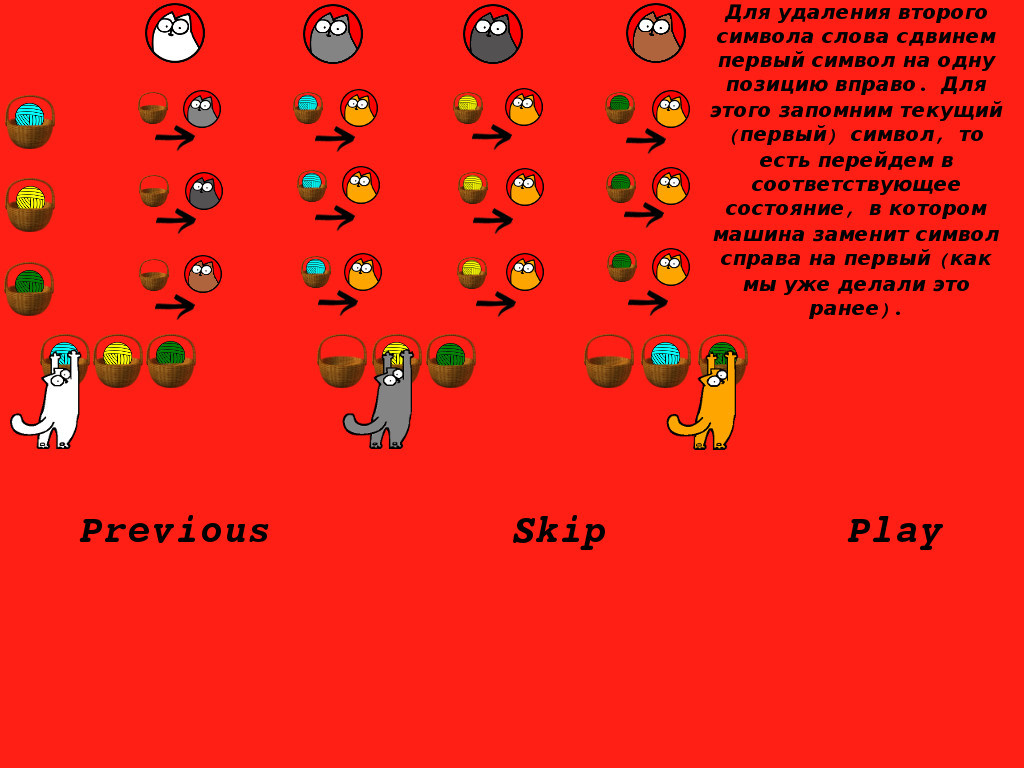 Для удаления второго
символа слова сдвинем
первый символ на одну
позицию вправо. Для
этого запомним текущий
(первый) символ, то
есть перейдем в
соответствующее
состояние, в котором
машина заменит символ
справа на первый (как
мы уже делали это
ранее).
Previous Skip Play